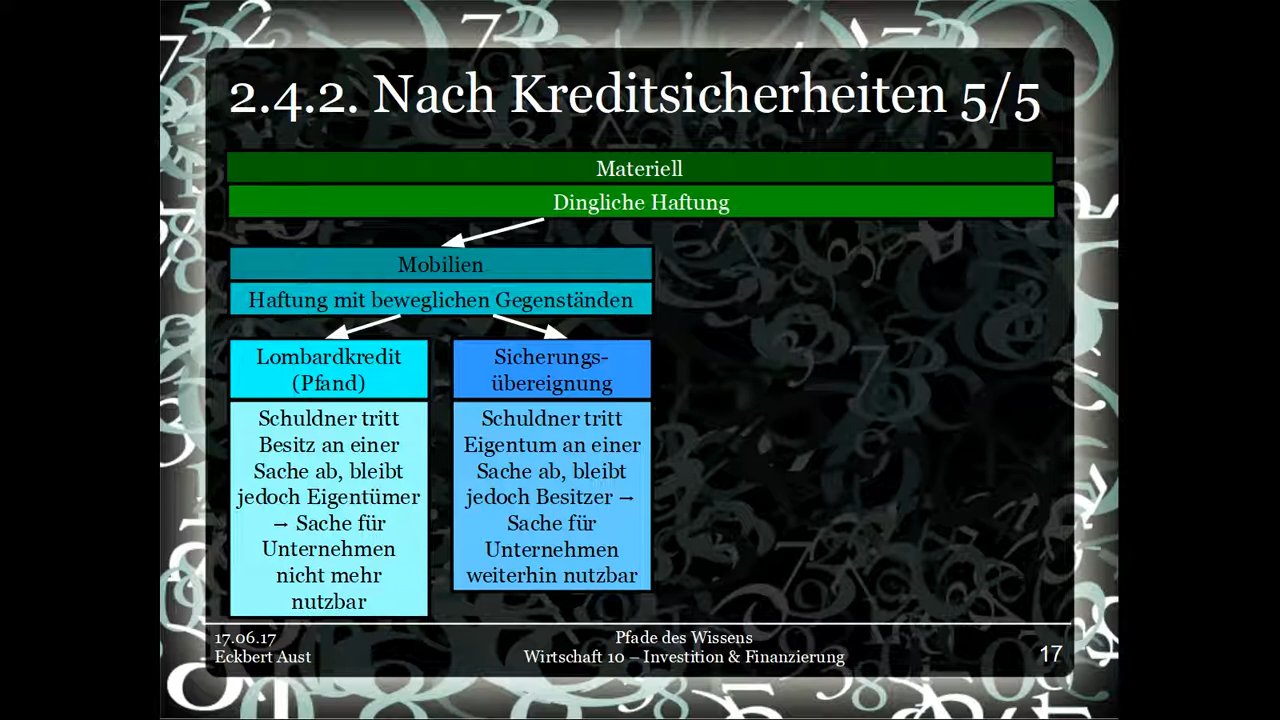 2.4.2. Nach Kreditsicherheiten 5/5
Materiell
Dingliche Haftung
Mobilien
Haftung mit beweglichen Gegenständen
Lombardkredit
(Pfand)
Schuldner tritt
Besitz an einer
Sache ab, bleibt
jedoch Eigentümer
→ Sache für
Unternehmen
nicht mehr
nutzbar
Sicherungs-
übereignung
Schuldner tritt
Eigentum an einer
Sache ab, bleibt
jedoch Besitzer →
Sache für
Unternehmen
weiterhin nutzbar
17.06.17
Eckbert Aust
Pfade des Wissens
Wirtschaft 10 – Investition & Finanzierung
17